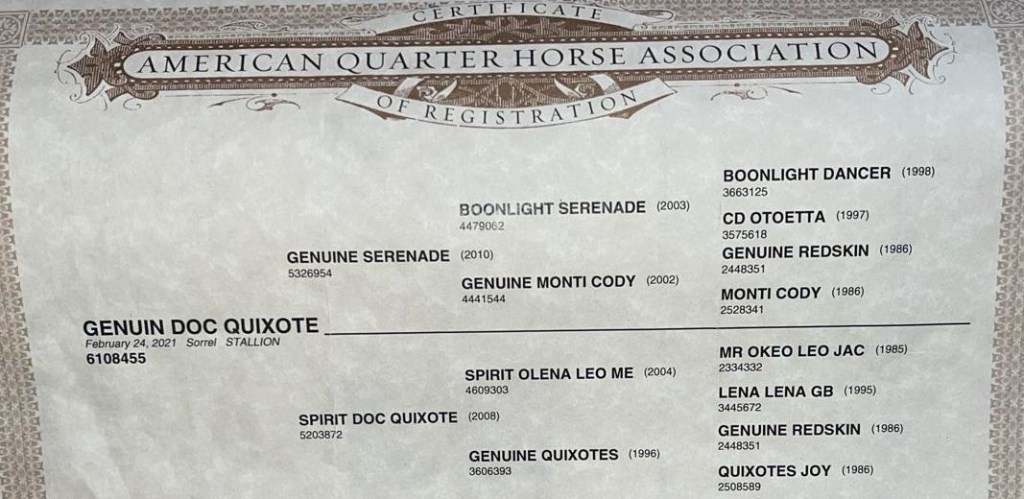 CERTIFICATE
AMERICAN QUARTER HORSE ASSOCIATION
OF REGISTRATION
BOONLIGHT DANCER (1998)
3663125
BOONLIGHT SERENADE (2003)
4479062
CD OTOETTA (1997)
3575618
GENUINE SERENADE (2010)
5326954
GENUINE REDSKIN (1986)
2448351
GENUINE MONTI CODY (2002)
4441544
MONTI CODY (1986)
2528341
GENUIN DOC QUIXOTE
February 24, 2021 Sorrel STALLION
6108455
MR OKEO LEO JAC (1985)
2334332
SPIRIT OLENA LEO ME (2004)
4609303
LENA LENA GB (1995)
3445672
SPIRIT DOC QUIXOTE (2008)
5203872
GENUINE REDSKIN (1986)
2448351
GENUINE QUIXOTES (1996)
3606393
QUIXOTES JOY (1986)
2508589